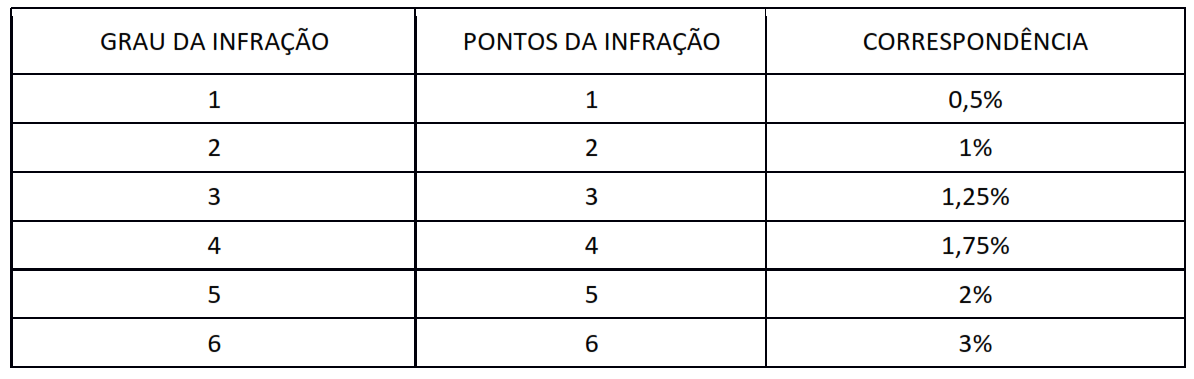 GRAU DA INFRAÇÃO PONTOS DA INFRAÇÃO CORRESPONDÊNCIA
1 1 0,5%
2 2 1%
3 3 1,25%
4 4 1,75%
5 5 2%
6 6 3%